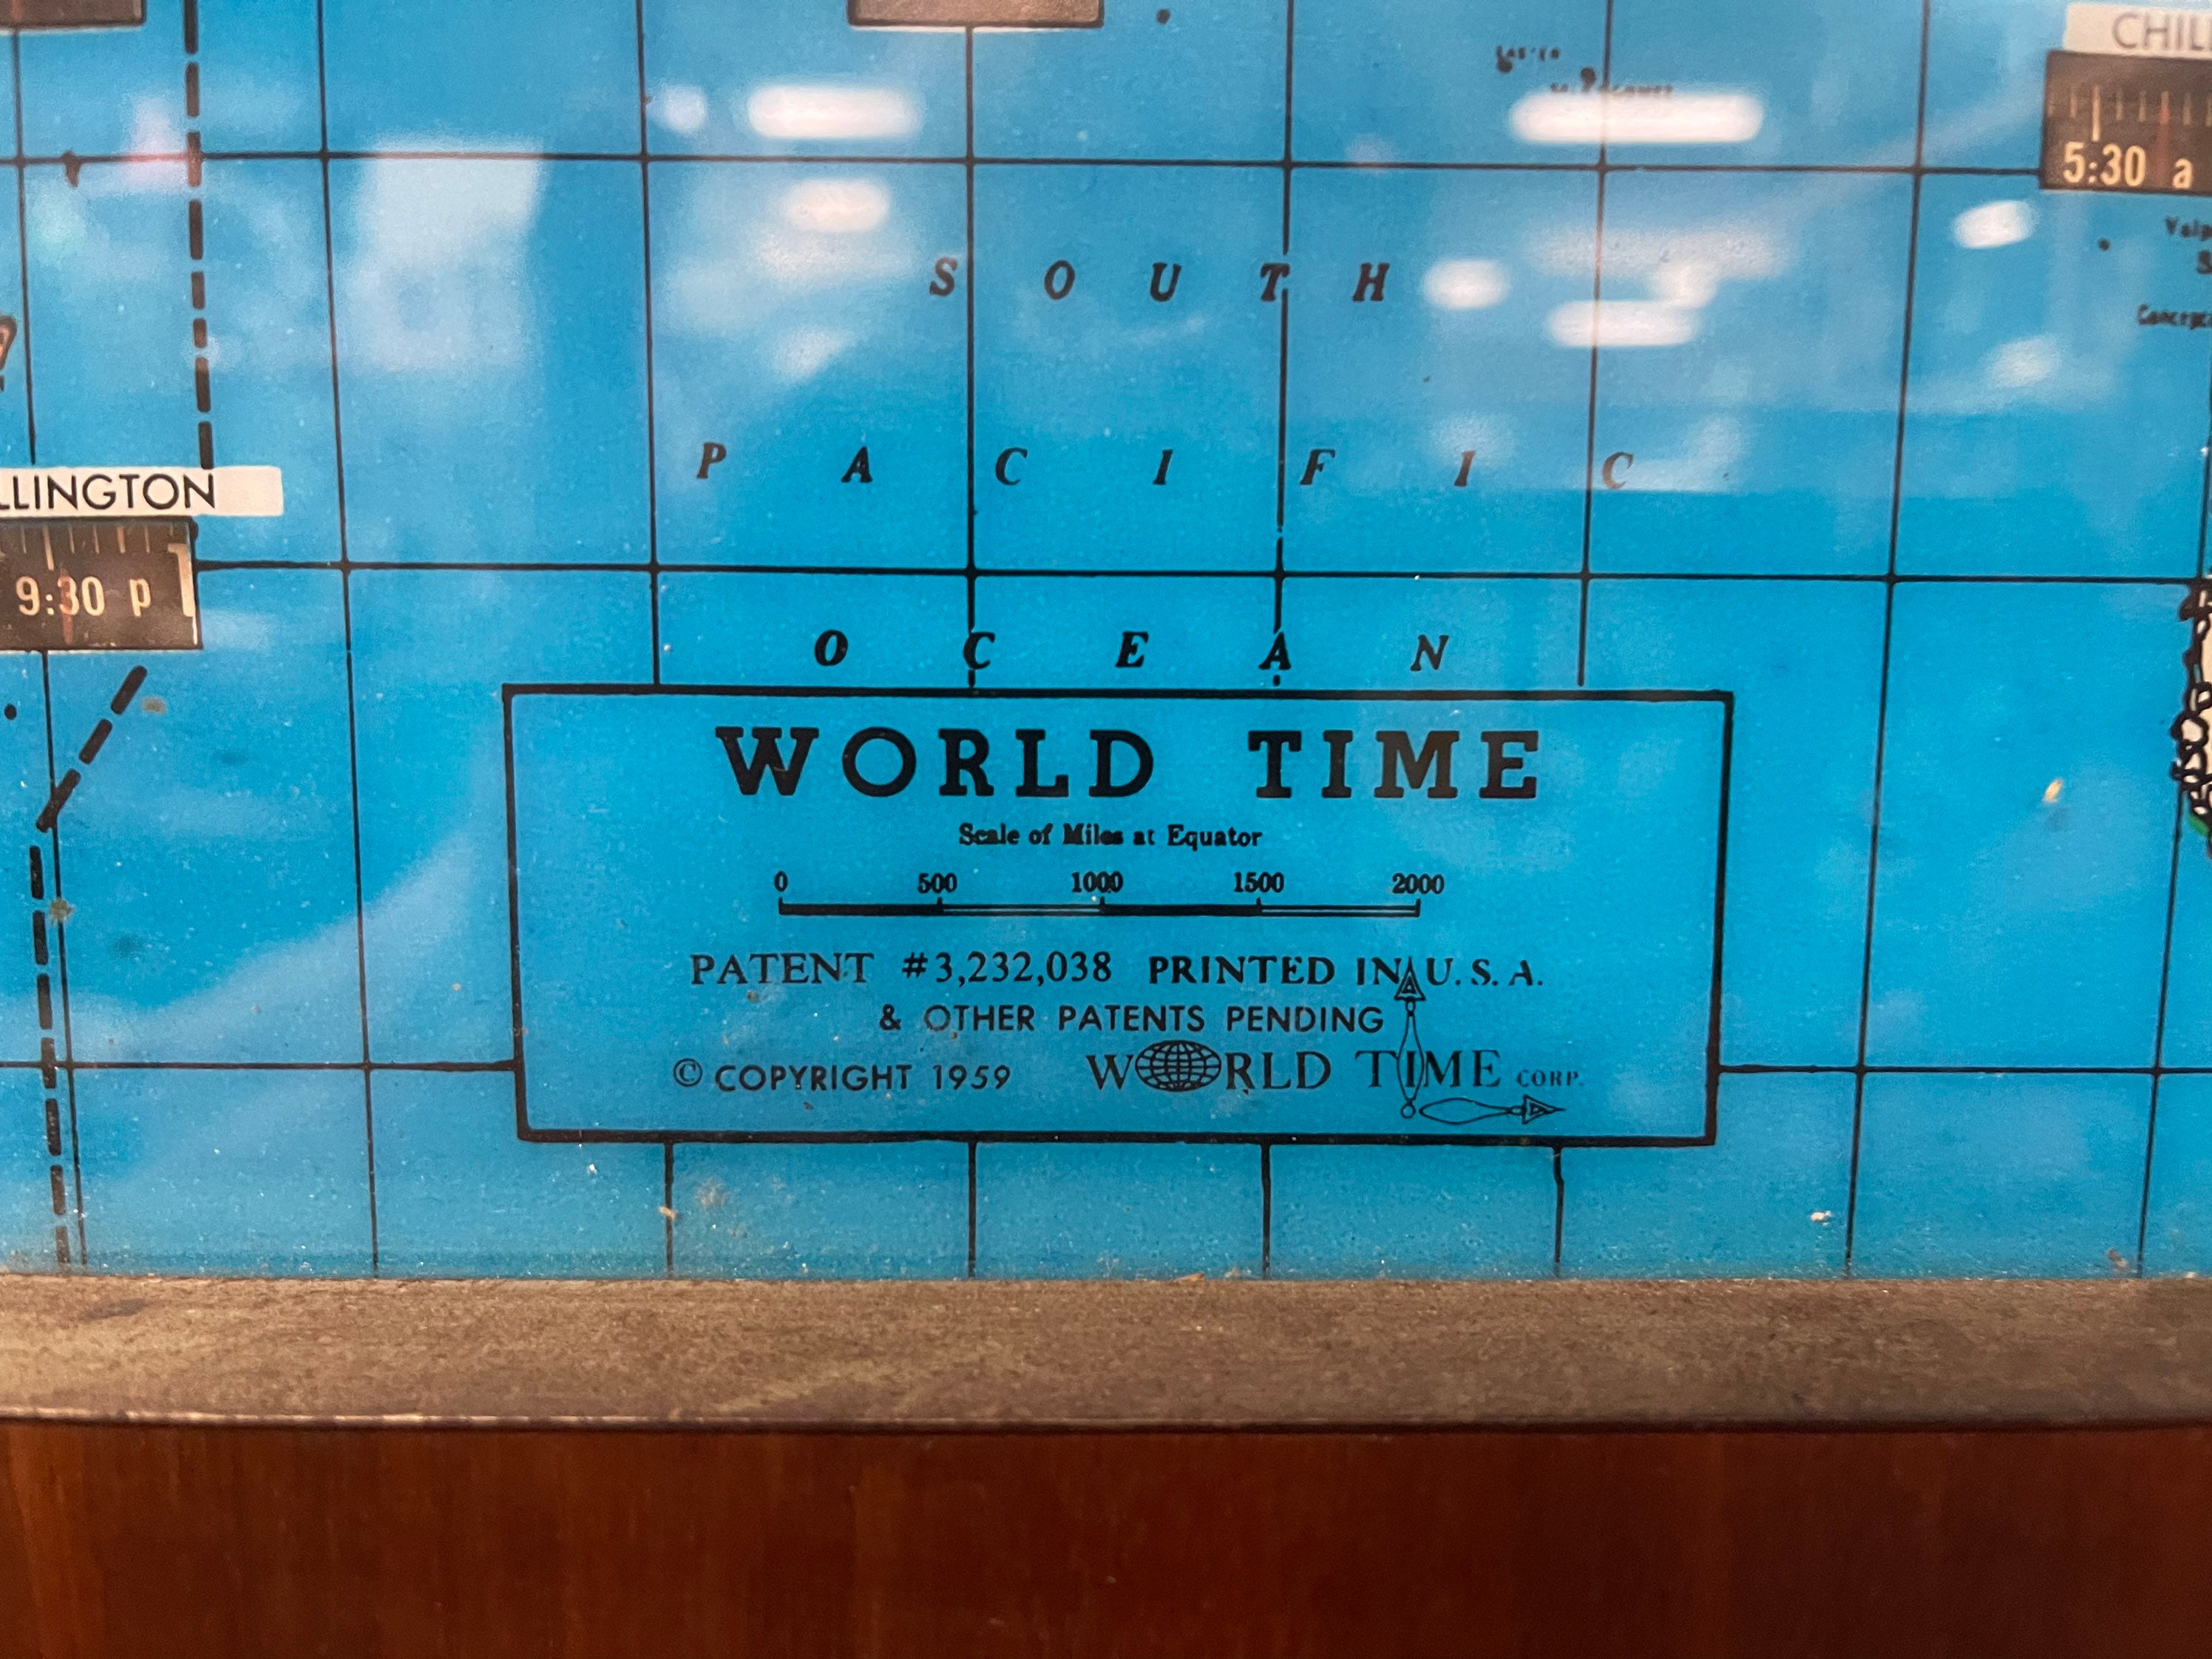 CHIL
5:30 a
S O U T H
P A C I F I C
LLINGTON
9:30 p
O C E A N
WORLD TIME
Scale of Miles at Equator
0 500 1000 1500 2000
PATENT #3,232,038 PRINTED IN U.S.A.
& OTHER PATENTS PENDING
© COPYRIGHT 1959 WORLD TIME CORP.